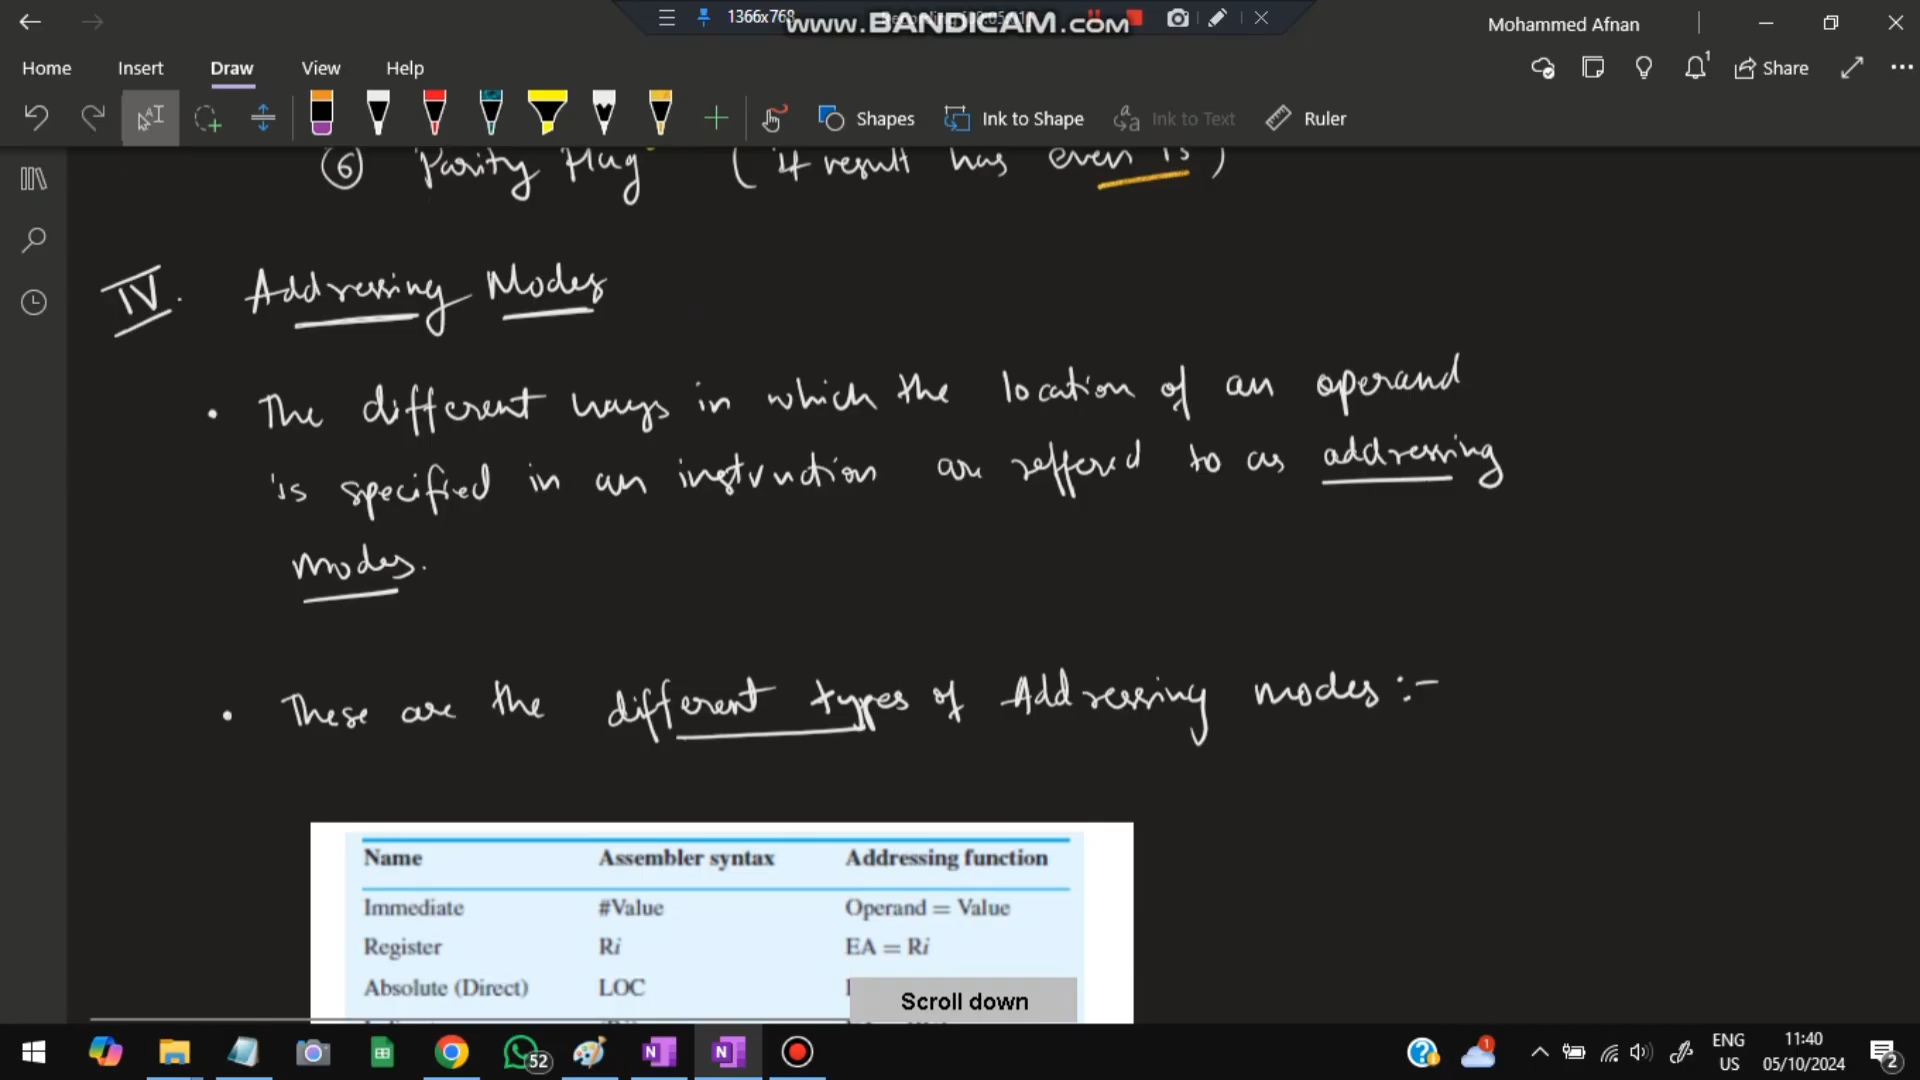 1366x768
www.BANDICAM.com
Mohammed Afnan
Home Insert Draw View Help
Share
Shapes Ink to Shape Ink to Text Ruler
⑥ Parity Flag (if result has even 1s)
IV. Addressing Modes
• The different ways in which the location of an operand
is specified in an instruction are reffered to as addressing
modes.
• These are the different types of Addressing modes :-
Name Assembler syntax Addressing function
Immediate #Value Operand = Value
Register Ri EA = Ri
Absolute (Direct) LOC
Scroll down
52
1
ENG
US
11:40
05/10/2024
2